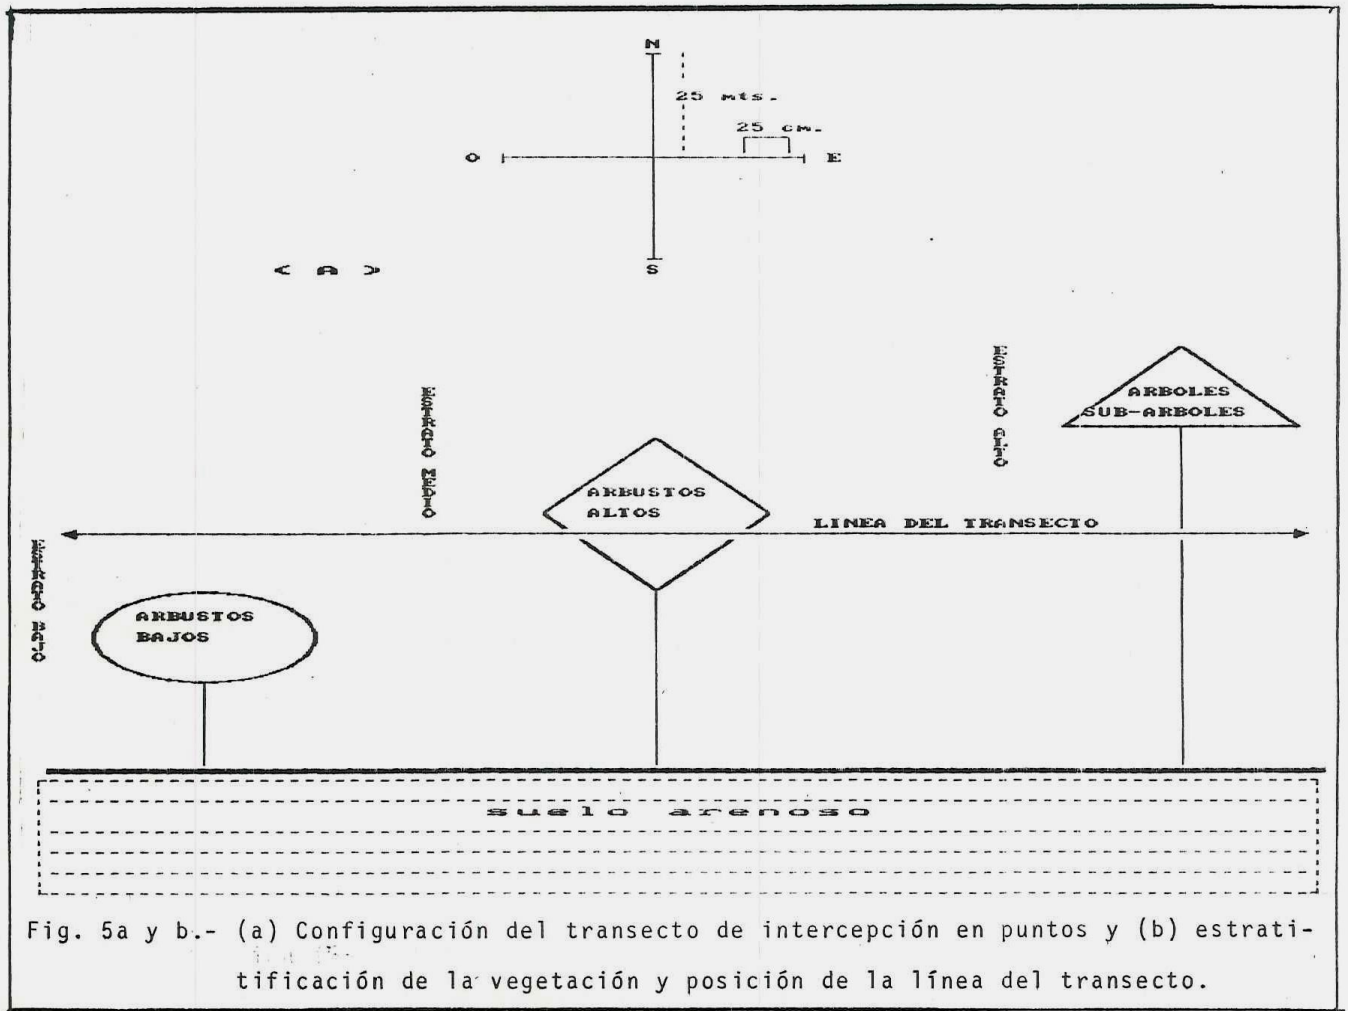 N
25 mts.
25 cm.
O
E
< A >
S
ESTRATO ALTO
ARBOLES
SUB-ARBOLES
ESTRATO MEDIO
ARBUSTOS
ALTOS
LINEA DEL TRANSECTO
ESTRATO BAJO
ARBUSTOS
BAJOS
suelo arenoso
Fig. 5a y b.- (a) Configuración del transecto de intercepción en puntos y (b) estrati-
tificación de la vegetación y posición de la línea del transecto.